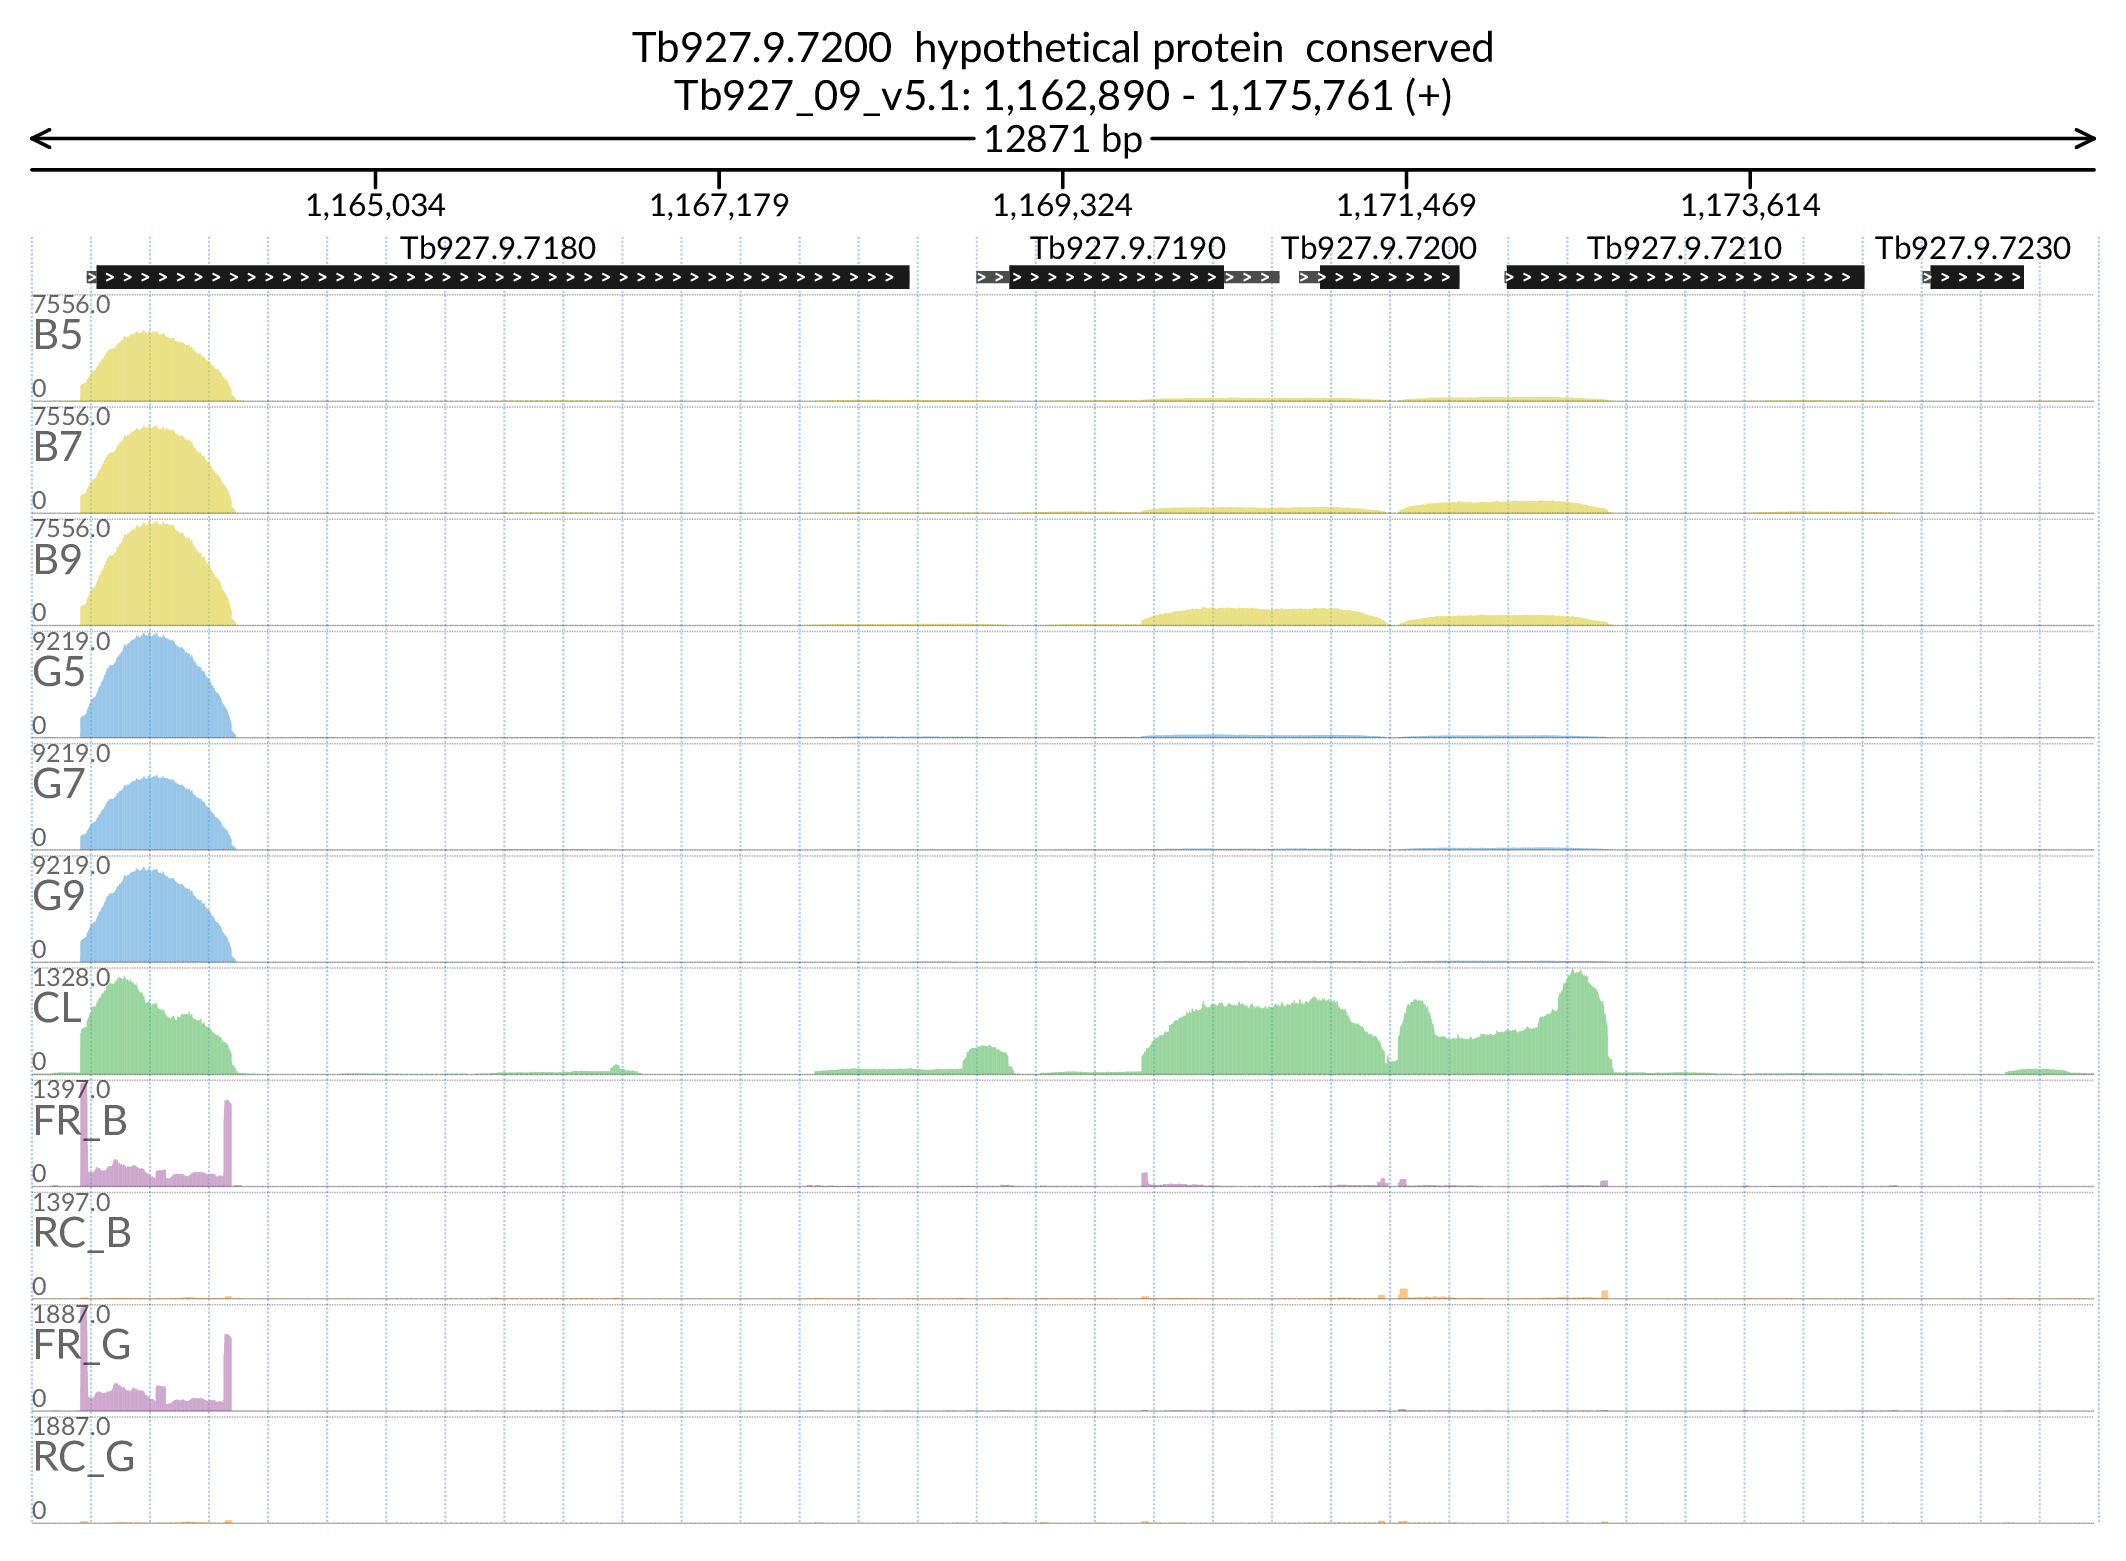 Tb927.9.7200  hypothetical protein  conserved
Tb927_09_v5.1: 1,162,890 - 1,175,761 (+)
12871 bp
1,165,034 1,167,179 1,169,324 1,171,469 1,173,614
Tb927.9.7180 Tb927.9.7190 Tb927.9.7200 Tb927.9.7210 Tb927.9.7230
7556.0
B5
0
7556.0
B7
0
7556.0
B9
0
9219.0
G5
0
9219.0
G7
0
9219.0
G9
0
1328.0
CL
0
1397.0
FR_B
0
1397.0
RC_B
0
1887.0
FR_G
0
1887.0
RC_G
0